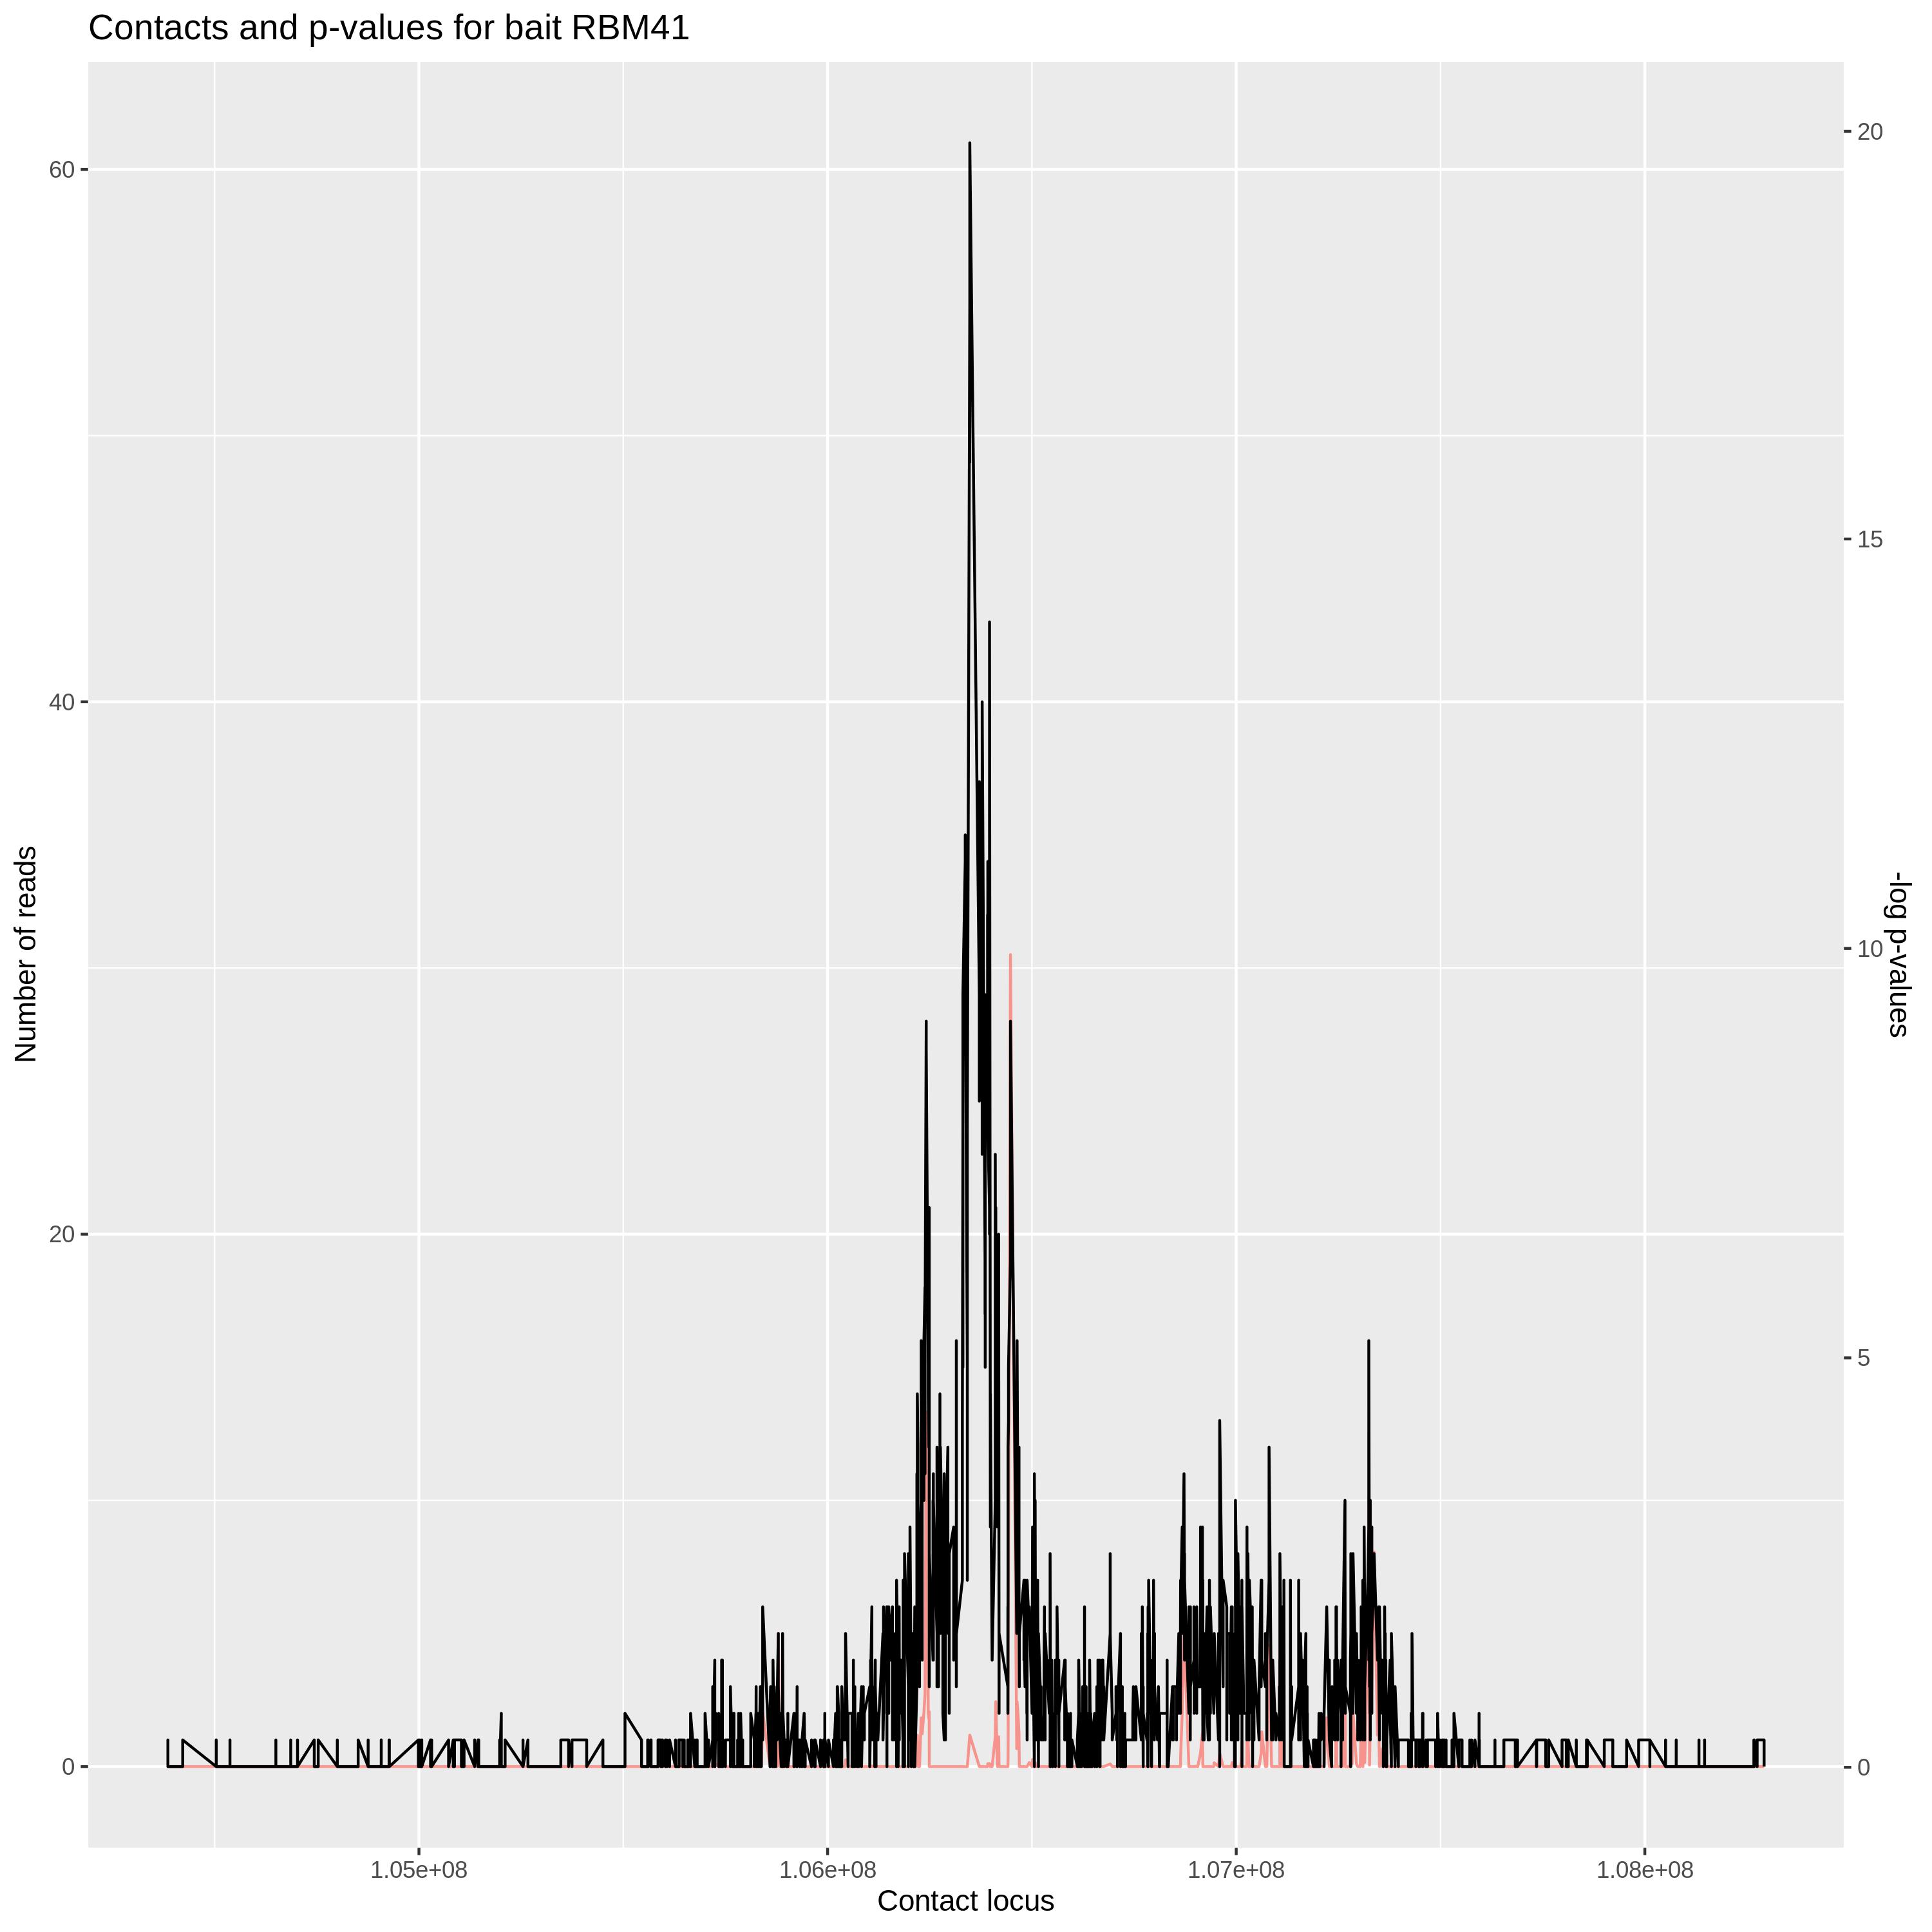 Contacts and p-values for bait RBM41
60
40
20
0
Number of reads
20
15
10
5
0
-log p-values
1.05e+08
1.06e+08
1.07e+08
1.08e+08
Contact locus